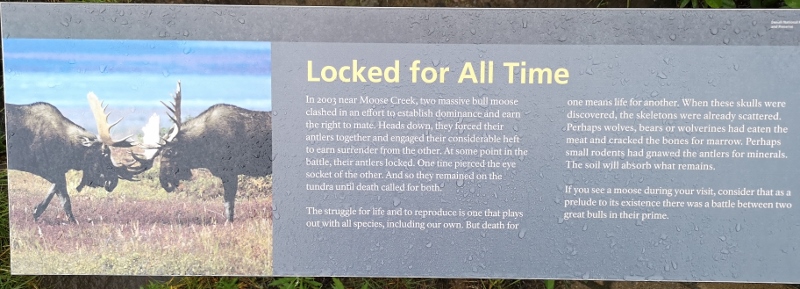 Denali National P
and Preserve
Locked for All Time
In 2003 near Moose Creek, two massive bull moose
clashed in an effort to establish dominance and earn
the right to mate. Heads down, they forced their
antlers together and engaged their considerable heft
to earn surrender from the other. At some point in the
battle, their antlers locked. One tine pierced the eye
socket of the other. And so they remained on the
tundra until death called for both.
The struggle for life and to reproduce is one that plays
out with all species, including our own. But death for
one means life for another. When these skulls were
discovered, the skeletons were already scattered.
Perhaps wolves, bears or wolverines had eaten the
meat and cracked the bones for marrow. Perhaps
small rodents had gnawed the antlers for minerals.
The soil will absorb what remains.
If you see a moose during your visit, consider that as a
prelude to its existence there was a battle between two
great bulls in their prime.